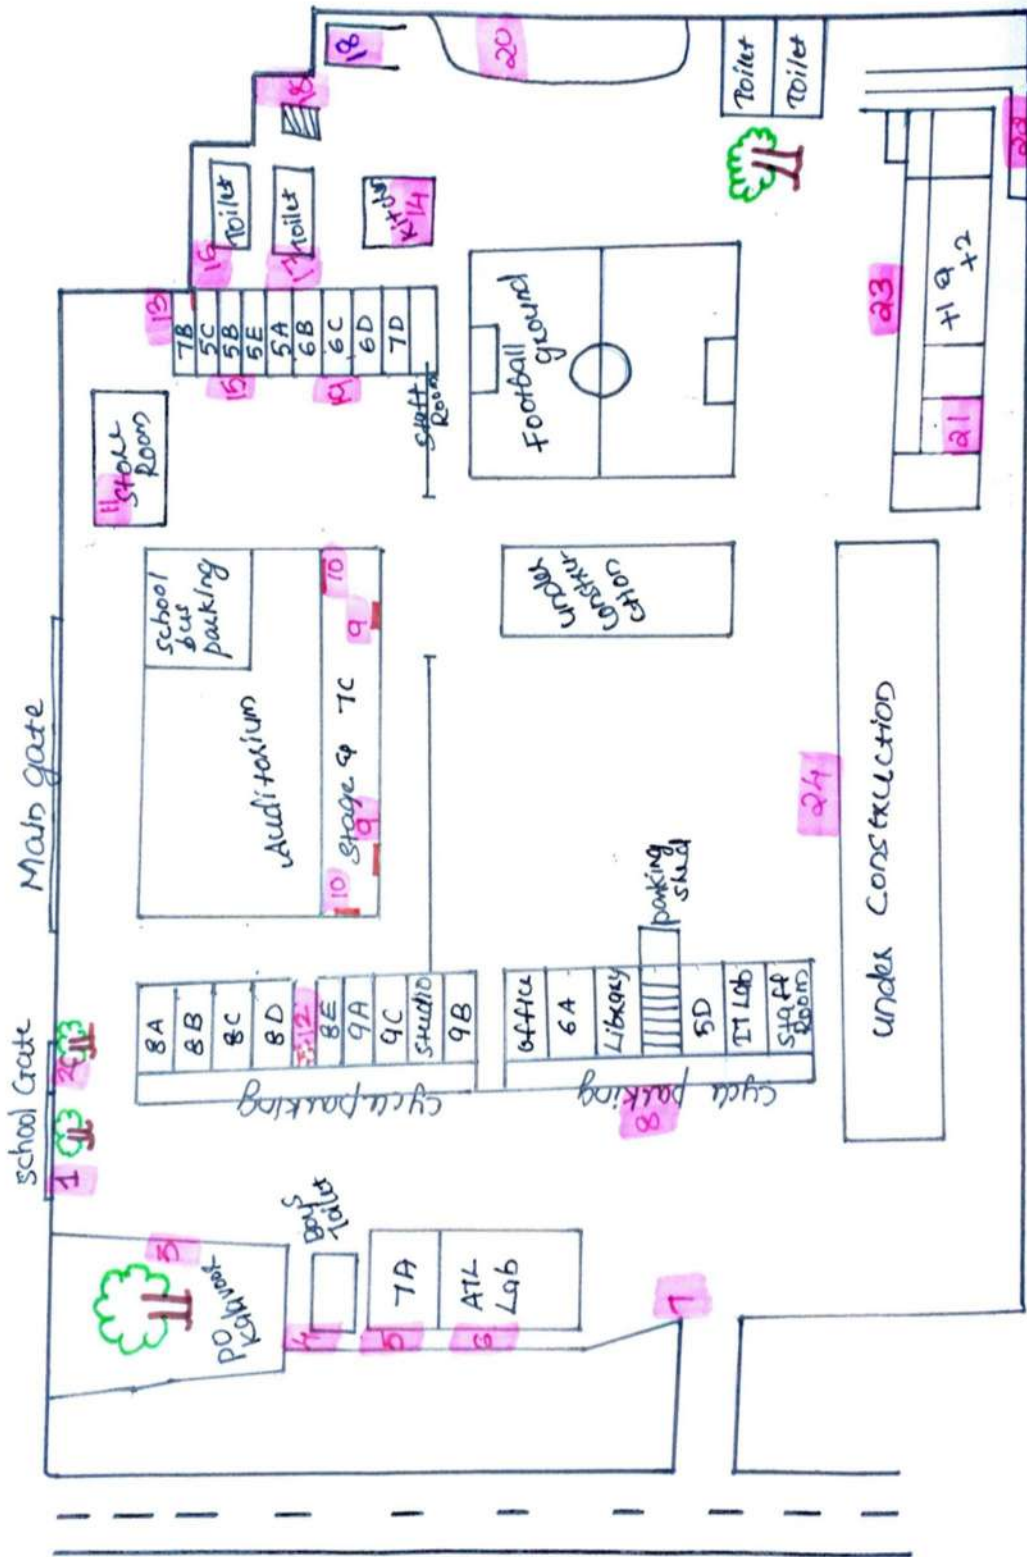 school Gate
Main gate
1
2
3
PO
4
Boys
Toilet
5
7A
6
ATL
Lab
7
8A
8B
8C
8D
12
8E
9A
9C
Studio
9B
cycle parking
office
6A
Library
5D
IT Lab
Staff
Room
parking
shed
cycle parking
8
Auditorium
school
bus
parking
Stage & 7C
10
9
9
10
11
Store
Room
13
7B
5C
5B
5E
5A
6B
6C
6D
7D
15
19
Staff
Room
16
Toilet
17
Toilet
18
18
Kitchen
14
20
Football
ground
under
constru-
ction
Toilet
Toilet
21
+1 &
+2
22
23
24
under Construction